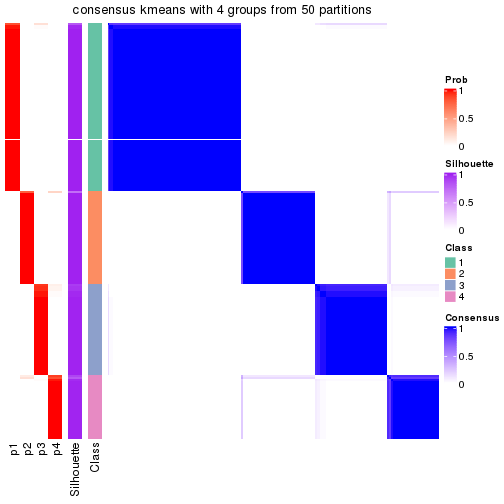 consensus kmeans with 4 groups from 50 partitions
Prob
1
0.5
0
Silhouette
1
0.5
0
Class
1
2
3
4
Consensus
1
0.5
0
p1
p2
p3
p4
Silhouette
Class